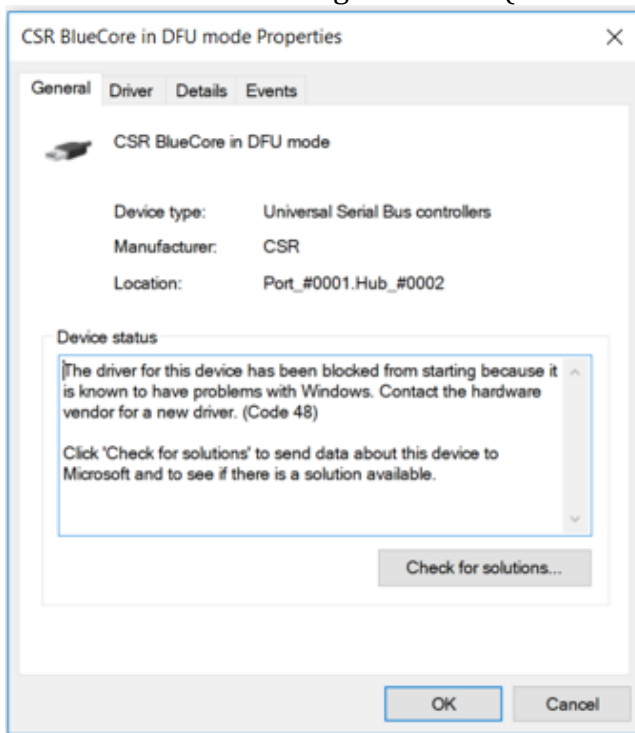 CSR BlueCore in DFU mode Properties
General Driver Details Events
CSR BlueCore in DFU mode
Device type: Universal Serial Bus controllers
Manufacturer: CSR
Location: Port_#0001.Hub_#0002
Device status
The driver for this device has been blocked from starting because it
is known to have problems with Windows. Contact the hardware
vendor for a new driver. (Code 48)
Click 'Check for solutions' to send data about this device to
Microsoft and to see if there is a solution available.
Check for solutions...
OK Cancel